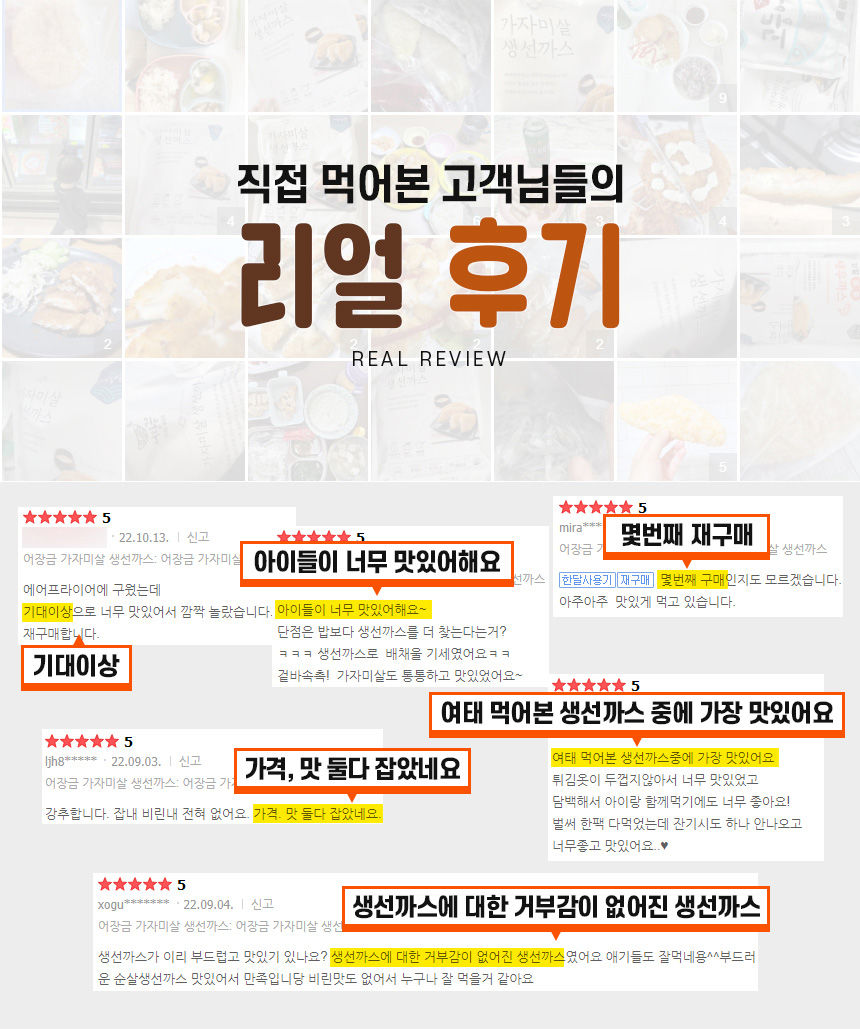 가자미살
생선까스
직접 먹어본 고객님들의
리얼 후기
REAL REVIEW
★★★★★ 5
· 22.10.13. | 신고
어장금 가자미살 생선까스: 어장금 가자미살
에어프라이어에 구웠는데
기대이상으로 너무 맛있어서 깜짝 놀랐습니다.
재구매합니다.
기대이상
★★★★★ 5
아이들이 너무 맛있어해요
생선까스
아이들이 너무 맛있어해요~
단점은 밥보다 생선까스를 더 찾는다는거?
ㅋㅋㅋ 생선까스로 배채울 기세였어요ㅋㅋ
겉바속촉! 가자미살도 통통하고 맛있었어요~
★★★★★ 5
mira***
몇번째 재구매
어장금 가
살 생선까스
한달사용기 재구매 몇번째 구매인지도 모르겠습니다.
아주아주 맛있게 먹고 있습니다.
★★★★★ 5
여태 먹어본 생선까스 중에 가장 맛있어요
여태 먹어본 생선까스중에 가장 맛있어요
튀김옷이 두껍지않아서 너무 맛있었고
담백해서 아이랑 함께먹기에도 너무 좋아요!
벌써 한팩 다먹었는데 잔기시도 하나 안나오고
너무좋고 맛있어요..♥
★★★★★ 5
ljh8***** · 22.09.03. | 신고
가격, 맛 둘다 잡았네요
어장금 가자미살 생선까스: 어장금 가자
강추합니다. 잡내 비린내 전혀 없어요. 가격. 맛 둘다 잡았네요.
★★★★★ 5
xogu******* · 22.09.04. | 신고
생선까스에 대한 거부감이 없어진 생선까스
어장금 가자미살 생선까스: 어장금 가자미살 생선
생선까스가 이리 부드럽고 맛있기 있나요? 생선까스에 대한 거부감이 없어진 생선까스였어요 애기들도 잘먹네용^^부드러
운 순살생선까스 맛있어서 만족입니당 비린맛도 없어서 누구나 잘 먹을거 같아요